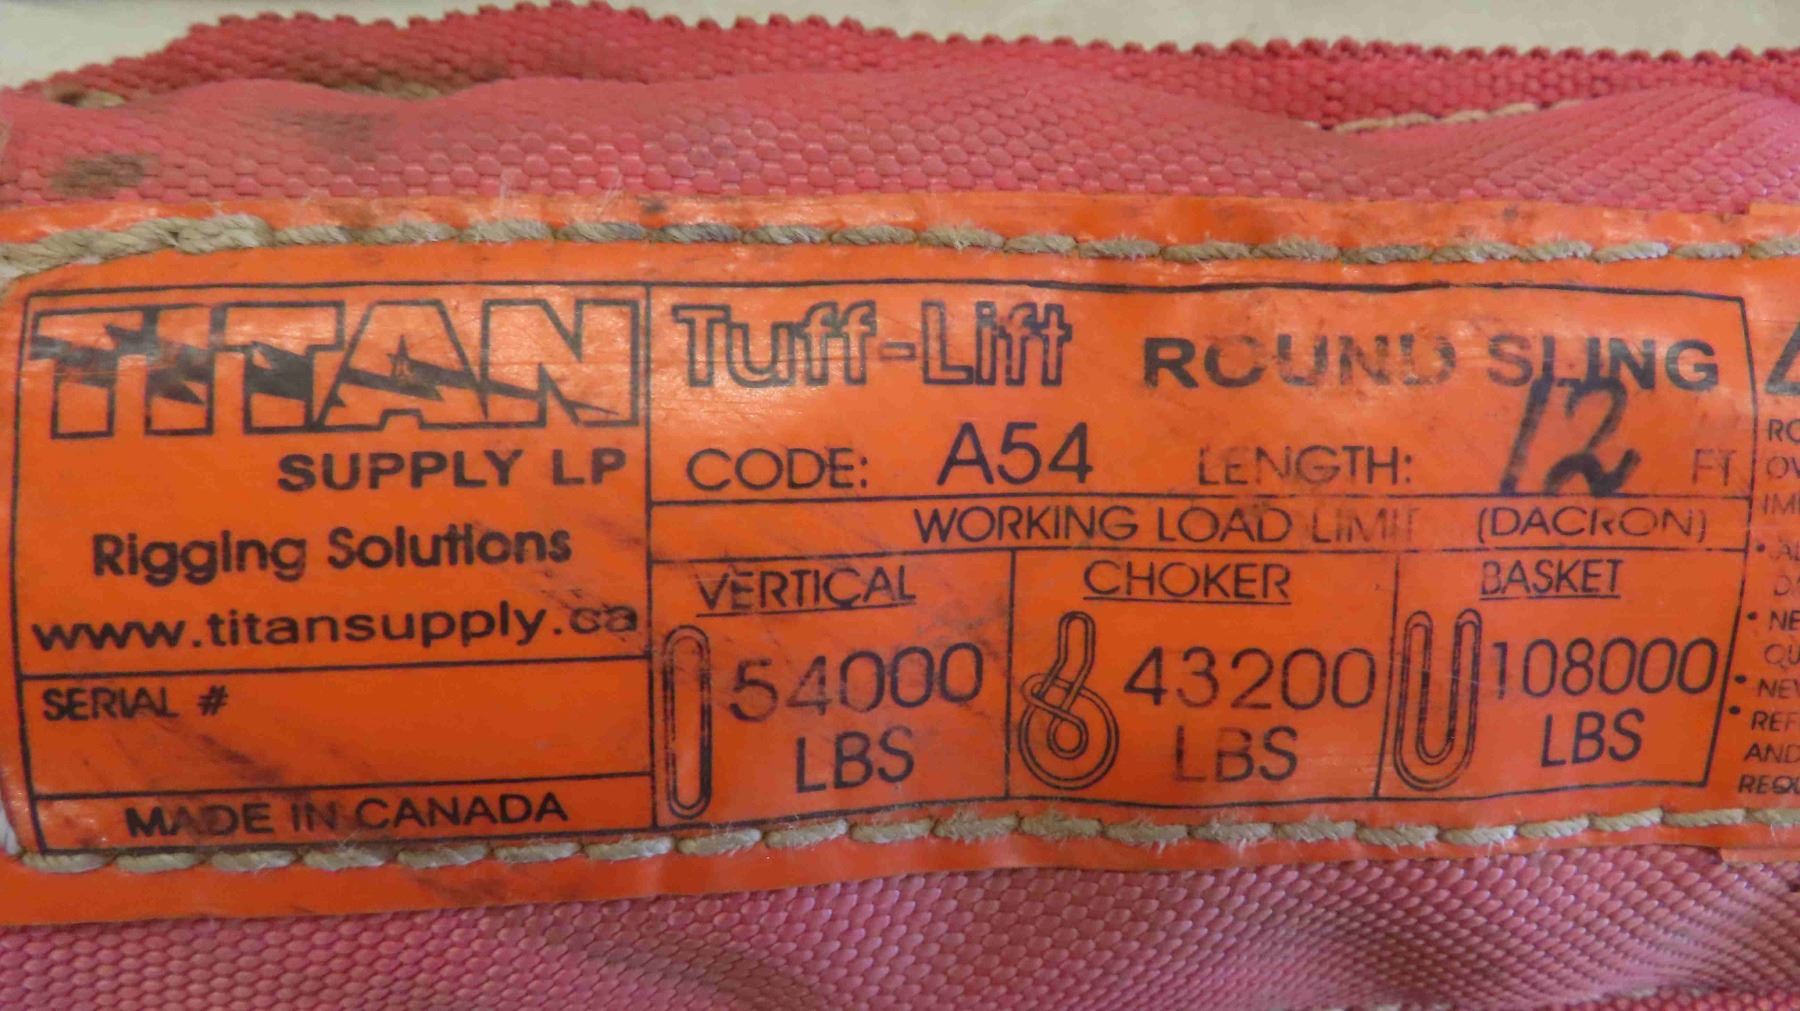 TITAN
SUPPLY LP
Rigging Solutions
www.titansupply.ca
SERIAL #
MADE IN CANADA
Tuff-Lift ROUND SLING
CODE: A54 LENGTH: 12 FT
WORKING LOAD LIMIT (DACRON)
VERTICAL
54000
LBS
CHOKER
43200
LBS
BASKET
108000
LBS